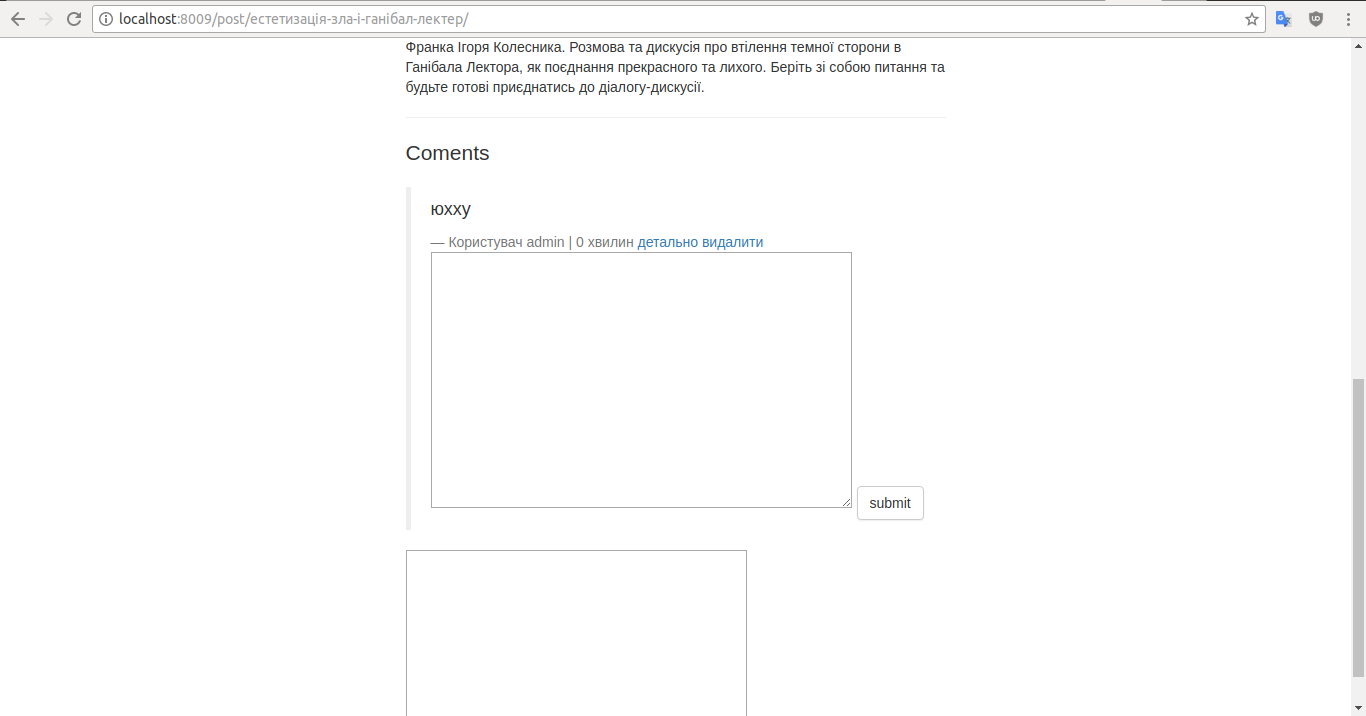 localhost:8009/post/естетизація-зла-і-ганібал-лектер/
Франка Ігоря Колесника. Розмова та дискусія про втілення темної сторони в
Ганібала Лектора, як поєднання прекрасного та лихого. Беріть зі собою питання та
будьте готові приєднатись до діалогу-дискусії.
Coments
юхху
— Користувач admin | 0 хвилин детально видалити
submit